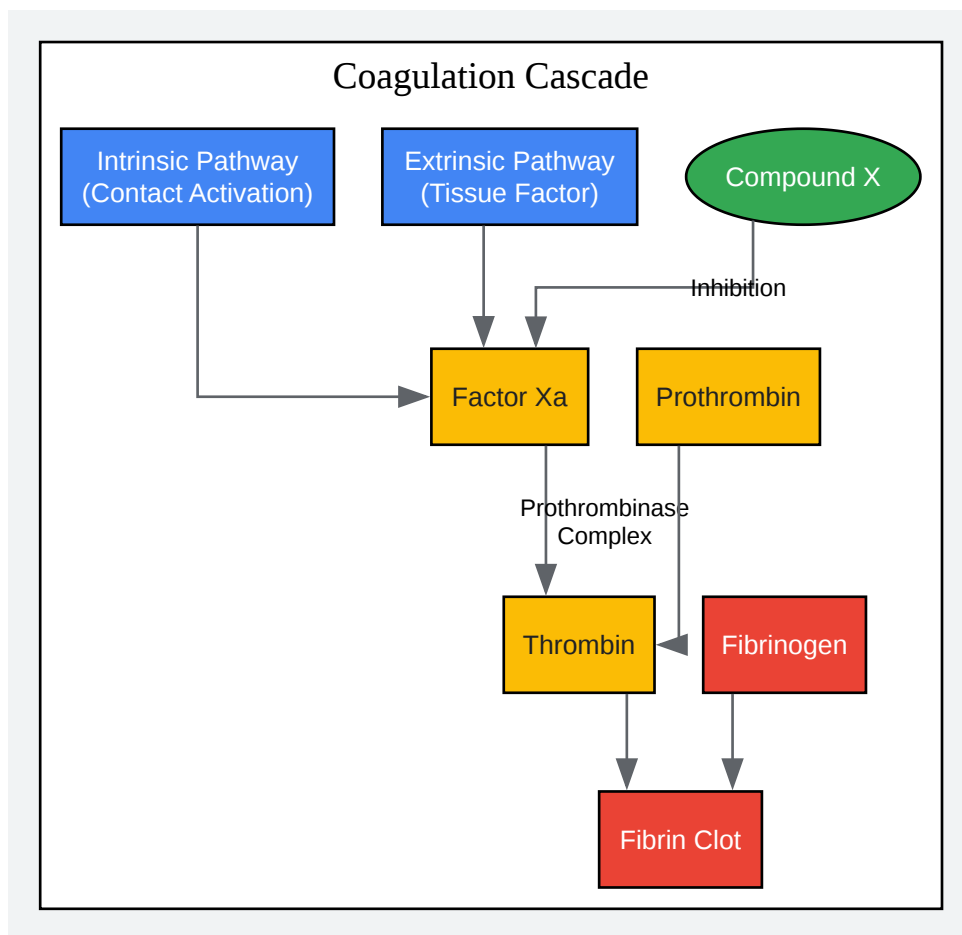 Coagulation Cascade
Intrinsic Pathway
(Contact Activation)
Extrinsic Pathway
(Tissue Factor)
Compound X
Inhibition
Factor Xa
Prothrombin
Prothrombinase
Complex
Thrombin
Fibrinogen
Fibrin Clot